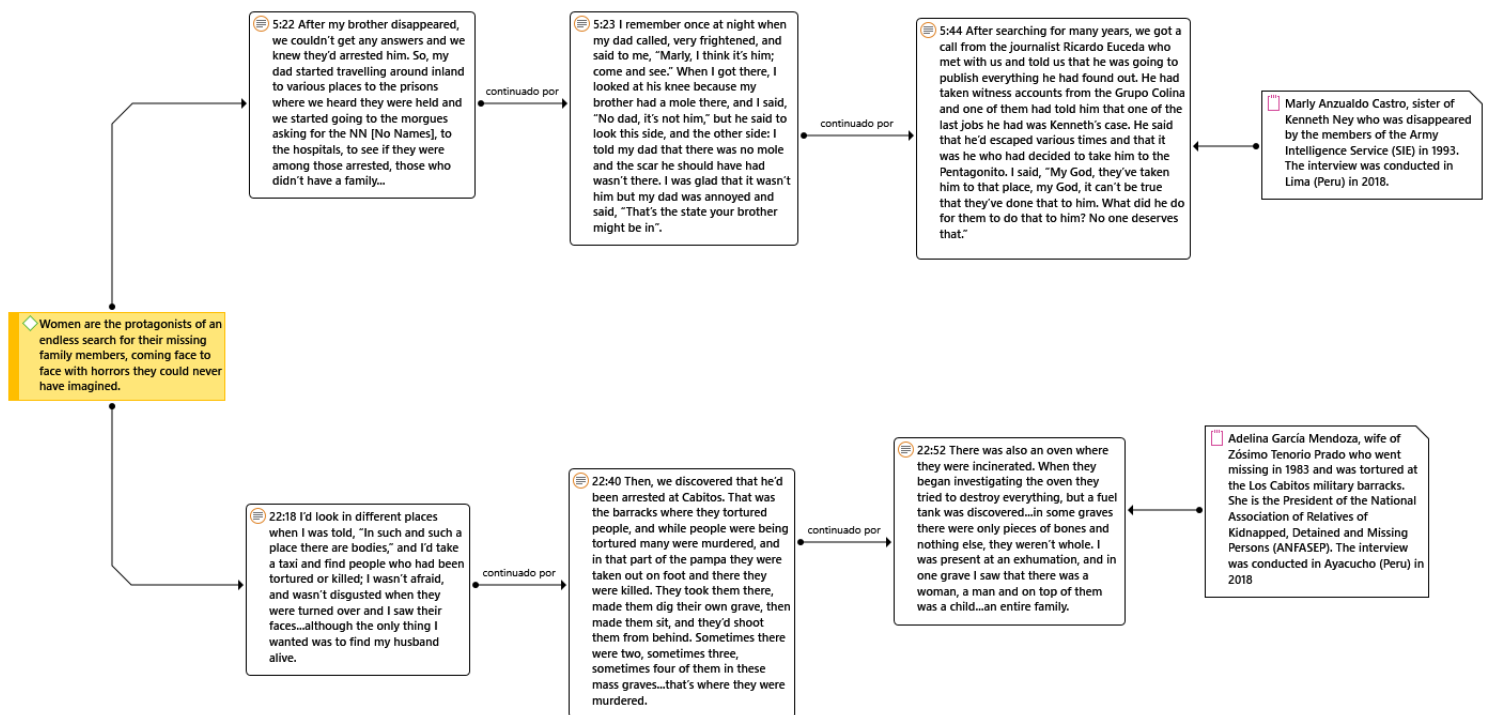 5:22 After my brother disappeared,
we couldn't get any answers and we
knew they'd arrested him. So, my
dad started travelling around inland
to various places to the prisons
where we heard they were held and
we started going to the morgues
asking for the NN [No Names], to
the hospitals, to see if they were
among those arrested, those who
didn't have a family...
continuado por
5:23 I remember once at night when
my dad called, very frightened, and
said to me, "Marly, I think it's him;
come and see." When I got there, I
looked at his knee because my
brother had a mole there, and I said,
"No dad, it's not him," but he said to
look this side, and the other side: I
told my dad that there was no mole
and the scar he should have had
wasn't there. I was glad that it wasn't
him but my dad was annoyed and
said, "That's the state your brother
might be in".
continuado por
5:44 After searching for many years, we got a
call from the journalist Ricardo Euceda who
met with us and told us that he was going to
publish everything he had found out. He had
taken witness accounts from the Grupo Colina
and one of them had told him that one of the
last jobs he had was Kenneth's case. He said
that he'd escaped various times and that it
was he who had decided to take him to the
Pentagonito. I said, "My God, they've taken
him to that place, my God, it can't be true
that they've done that to him. What did he do
for them to do that to him? No one deserves
that."
Marly Anzualdo Castro, sister of
Kenneth Ney who was disappeared
by the members of the Army
Intelligence Service (SIE) in 1993.
The interview was conducted in
Lima (Peru) in 2018.
Women are the protagonists of an
endless search for their missing
family members, coming face to
face with horrors they could never
have imagined.
22:18 I'd look in different places
when I was told, "In such and such a
place there are bodies," and I'd take
a taxi and find people who had been
tortured or killed; I wasn't afraid,
and wasn't disgusted when they
were turned over and I saw their
faces...although the only thing I
wanted was to find my husband
alive.
continuado por
22:40 Then, we discovered that he'd
been arrested at Cabitos. That was
the barracks where they tortured
people, and while people were being
tortured many were murdered, and
in that part of the pampa they were
taken out on foot and there they
were killed. They took them there,
made them dig their own grave, then
made them sit, and they'd shoot
them from behind. Sometimes there
were two, sometimes three,
sometimes four of them in these
mass graves...that's where they were
murdered.
continuado por
22:52 There was also an oven where
they were incinerated. When they
began investigating the oven they
tried to destroy everything, but a fuel
tank was discovered...in some graves
there were only pieces of bones and
nothing else, they weren't whole. I
was present at an exhumation, and in
one grave I saw that there was a
woman, a man and on top of them
was a child...an entire family.
Adelina García Mendoza, wife of
Zósimo Tenorio Prado who went
missing in 1983 and was tortured at
the Los Cabitos military barracks.
She is the President of the National
Association of Relatives of
Kidnapped, Detained and Missing
Persons (ANFASEP). The interview
was conducted in Ayacucho (Peru) in
2018